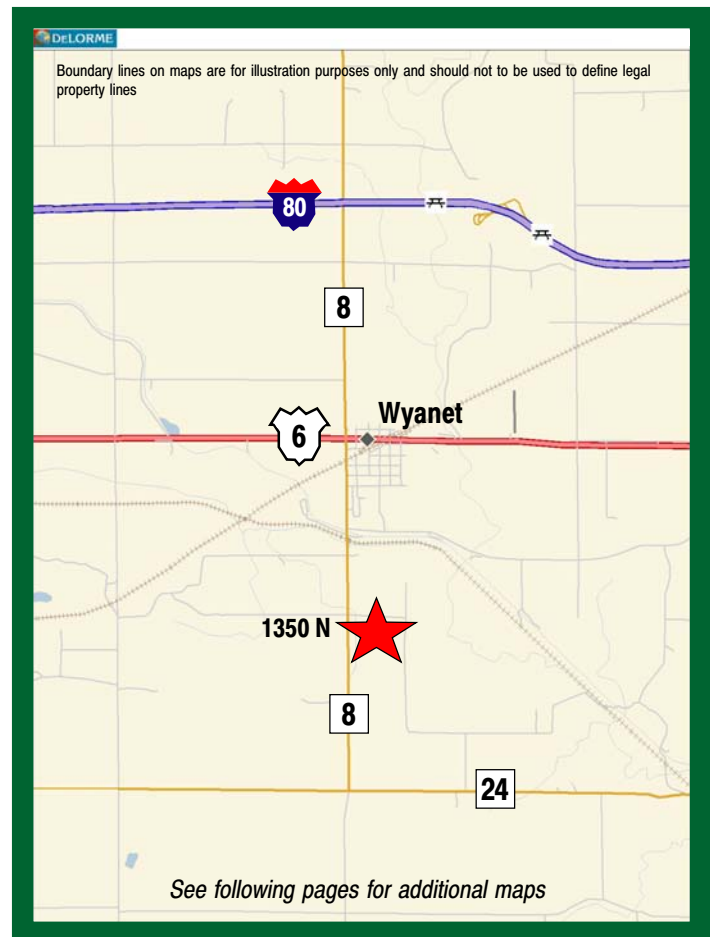 DELORME
Boundary lines on maps are for illustration purposes only and should not to be used to define legal
property lines
80
8
Wyanet
6
1350 N
8
24
See following pages for additional maps